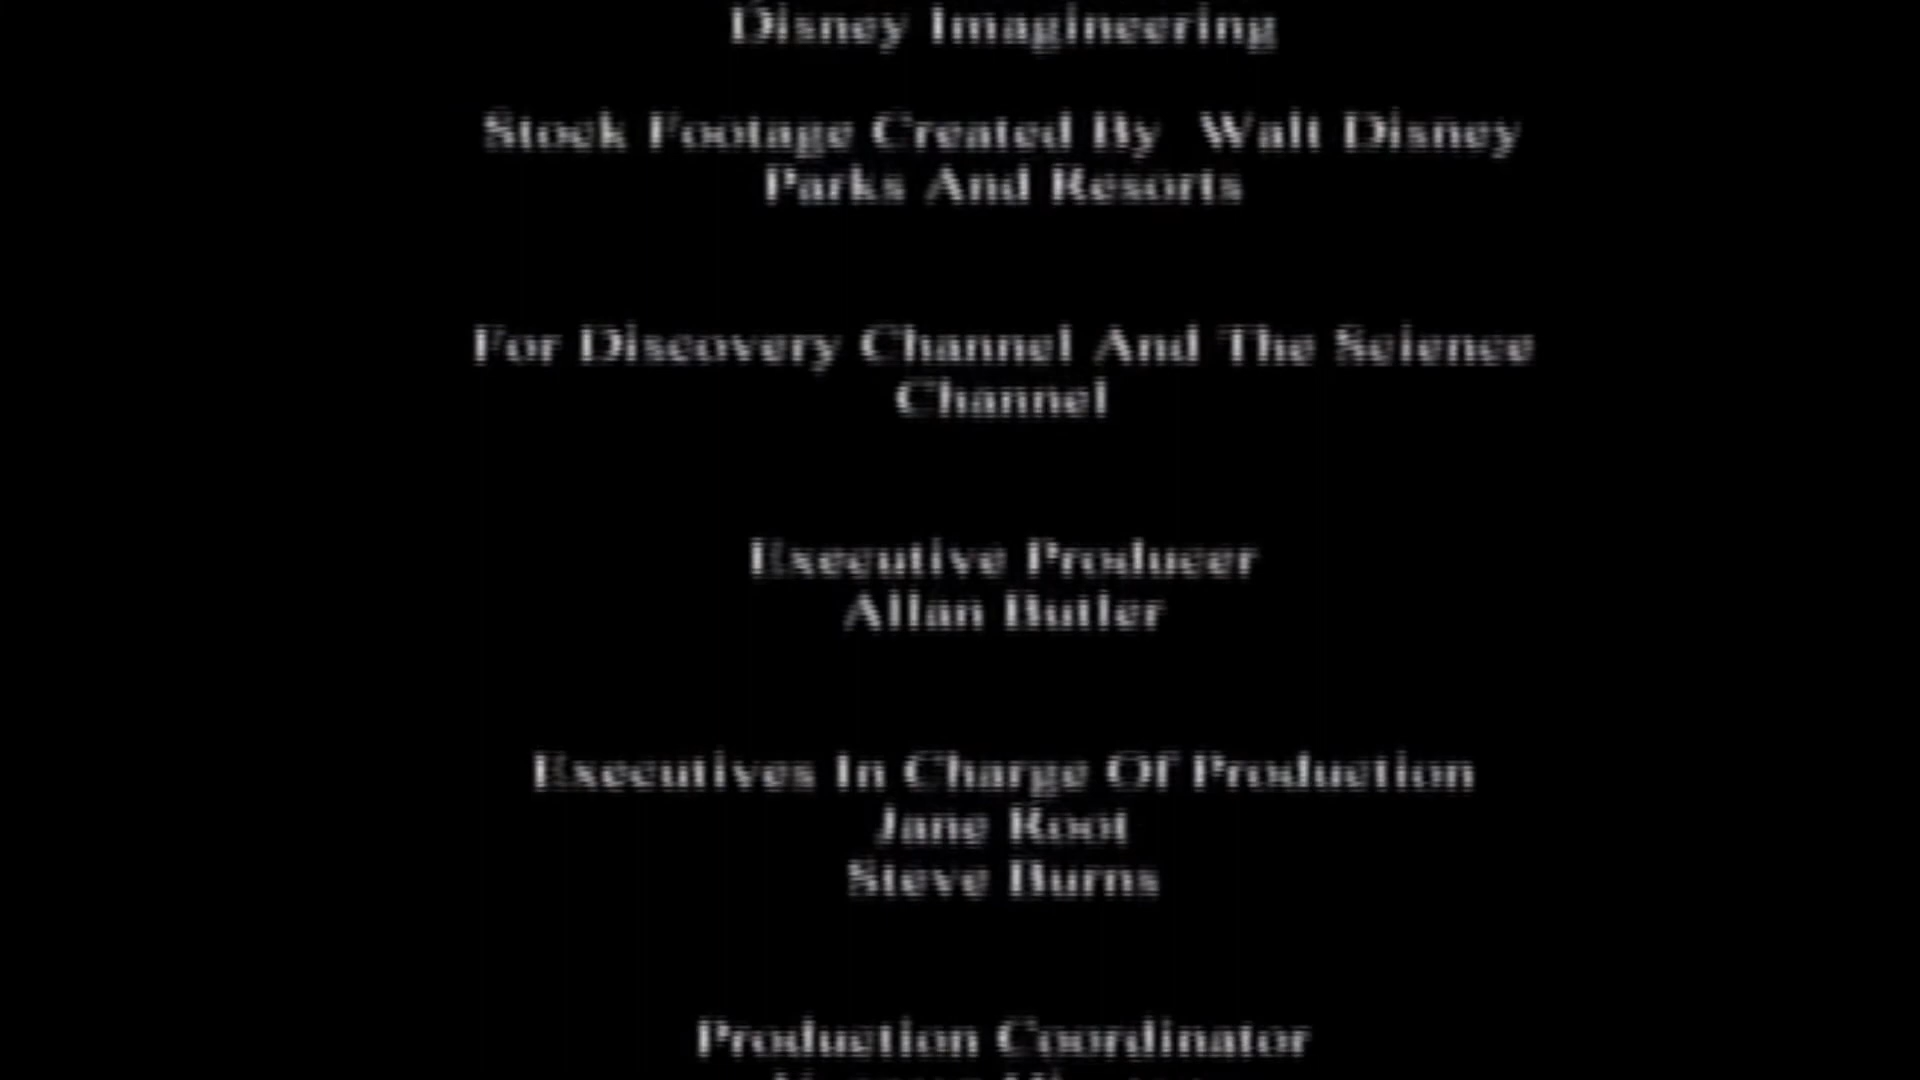 Disney Imagineering
Stock Footage Created By Walt Disney
Parks And Resorts
For Discovery Channel And The Science
Channel
Executive Producer
Allan Butler
Executives In Charge Of Production
Jane Root
Steve Burns
Production Coordinator